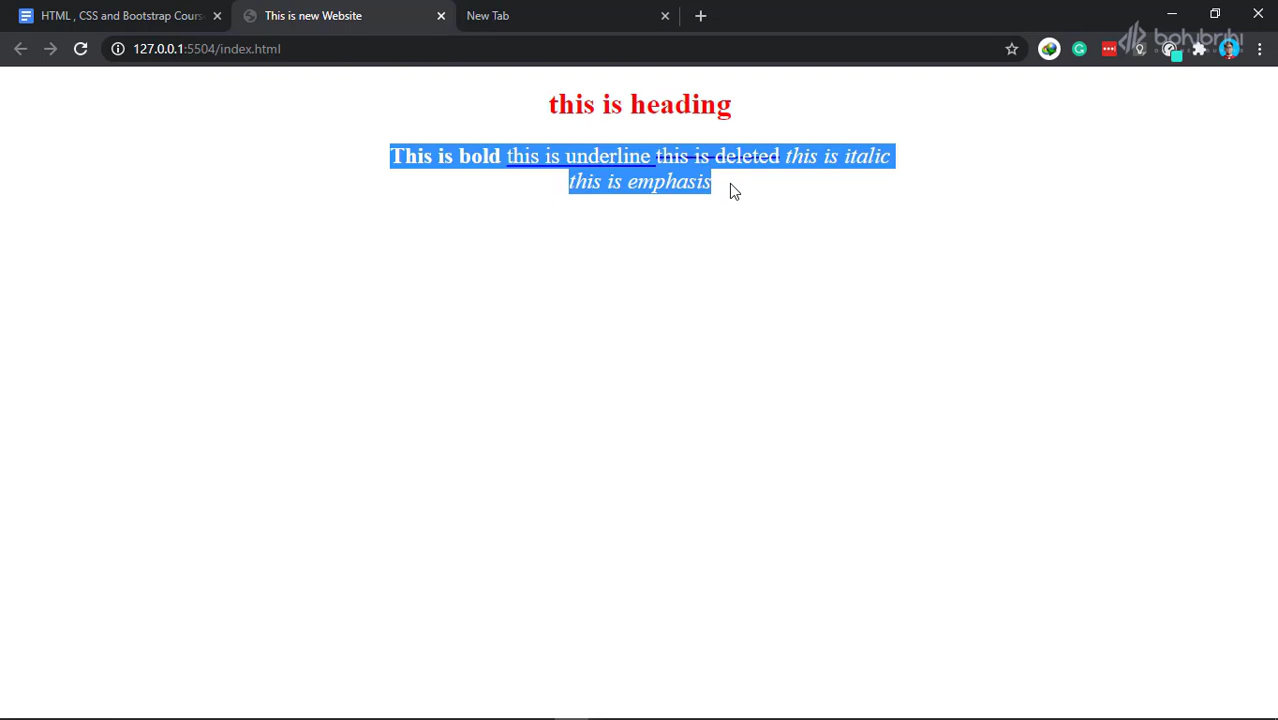 HTML , CSS and Bootstrap Cours
This is new Website
New Tab
127.0.0.1:5504/index.html
bohubrihi
this is heading
This is bold this is underline this is deleted this is italic
this is emphasis